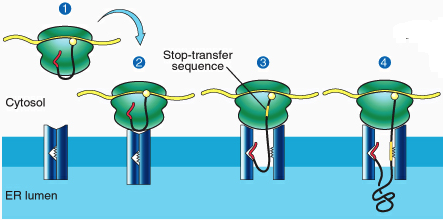 1
2
Stop-transfer
sequence
3
4
Cytosol
ER lumen